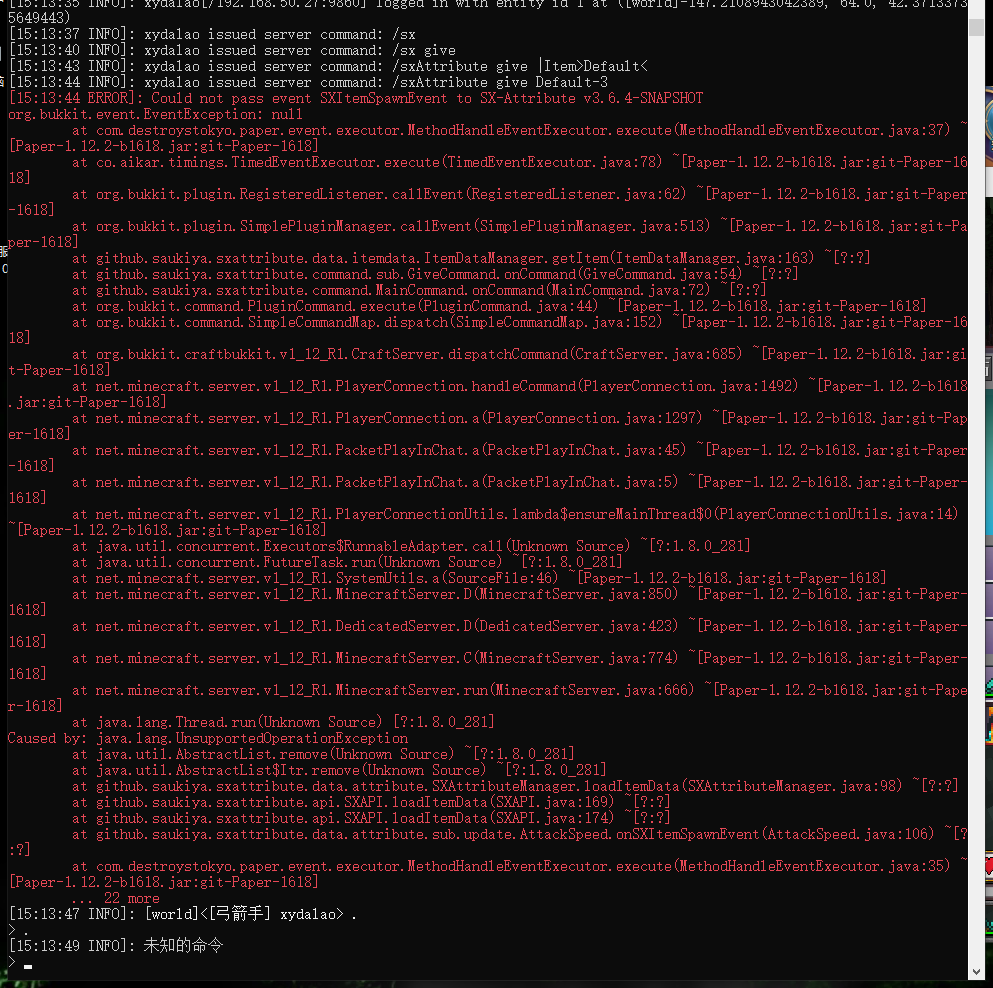 [15:13:35 INFO]: xydalao[/192.168.50.27:9860] logged in with entity id 1 at ([world]-147.2108943042389, 64.0, 42.3713373
5649443)
[15:13:37 INFO]: xydalao issued server command: /sx
[15:13:40 INFO]: xydalao issued server command: /sx give
[15:13:43 INFO]: xydalao issued server command: /sxAttribute give |Item>Default<
[15:13:44 INFO]: xydalao issued server command: /sxAttribute give Default-3
[15:13:44 ERROR]: Could not pass event SXItemSpawnEvent to SX-Attribute v3.6.4-SNAPSHOT
org.bukkit.event.EventException: null
at com.destroystokyo.paper.event.executor.MethodHandleEventExecutor.execute(MethodHandleEventExecutor.java:37) ~
[Paper-1.12.2-b1618.jar:git-Paper-1618]
at co.aikar.timings.TimedEventExecutor.execute(TimedEventExecutor.java:78) ~[Paper-1.12.2-b1618.jar:git-Paper-16
18]
at org.bukkit.plugin.RegisteredListener.callEvent(RegisteredListener.java:62) ~[Paper-1.12.2-b1618.jar:git-Paper
-1618]
at org.bukkit.plugin.SimplePluginManager.callEvent(SimplePluginManager.java:513) ~[Paper-1.12.2-b1618.jar:git-Pa
per-1618]
at github.saukiya.sxattribute.data.itemdata.ItemDataManager.getItem(ItemDataManager.java:163) ~[?:?]
at github.saukiya.sxattribute.command.sub.GiveCommand.onCommand(GiveCommand.java:54) ~[?:?]
at github.saukiya.sxattribute.command.MainCommand.onCommand(MainCommand.java:72) ~[?:?]
at org.bukkit.command.PluginCommand.execute(PluginCommand.java:44) ~[Paper-1.12.2-b1618.jar:git-Paper-1618]
at org.bukkit.command.SimpleCommandMap.dispatch(SimpleCommandMap.java:152) ~[Paper-1.12.2-b1618.jar:git-Paper-16
18]
at org.bukkit.craftbukkit.v1_12_R1.CraftServer.dispatchCommand(CraftServer.java:685) ~[Paper-1.12.2-b1618.jar:gi
t-Paper-1618]
at net.minecraft.server.v1_12_R1.PlayerConnection.handleCommand(PlayerConnection.java:1492) ~[Paper-1.12.2-b1618
.jar:git-Paper-1618]
at net.minecraft.server.v1_12_R1.PlayerConnection.a(PlayerConnection.java:1297) ~[Paper-1.12.2-b1618.jar:git-Pap
er-1618]
at net.minecraft.server.v1_12_R1.PacketPlayInChat.a(PacketPlayInChat.java:45) ~[Paper-1.12.2-b1618.jar:git-Paper
-1618]
at net.minecraft.server.v1_12_R1.PacketPlayInChat.a(PacketPlayInChat.java:5) ~[Paper-1.12.2-b1618.jar:git-Paper-
1618]
at net.minecraft.server.v1_12_R1.PlayerConnectionUtils.lambda$ensureMainThread$0(PlayerConnectionUtils.java:14)
~[Paper-1.12.2-b1618.jar:git-Paper-1618]
at java.util.concurrent.Executors$RunnableAdapter.call(Unknown Source) ~[?:1.8.0_281]
at java.util.concurrent.FutureTask.run(Unknown Source) ~[?:1.8.0_281]
at net.minecraft.server.v1_12_R1.SystemUtils.a(SourceFile:46) ~[Paper-1.12.2-b1618.jar:git-Paper-1618]
at net.minecraft.server.v1_12_R1.MinecraftServer.D(MinecraftServer.java:850) ~[Paper-1.12.2-b1618.jar:git-Paper-
1618]
at net.minecraft.server.v1_12_R1.DedicatedServer.D(DedicatedServer.java:423) ~[Paper-1.12.2-b1618.jar:git-Paper-
1618]
at net.minecraft.server.v1_12_R1.MinecraftServer.C(MinecraftServer.java:774) ~[Paper-1.12.2-b1618.jar:git-Paper-
1618]
at net.minecraft.server.v1_12_R1.MinecraftServer.run(MinecraftServer.java:666) ~[Paper-1.12.2-b1618.jar:git-Pape
r-1618]
at java.lang.Thread.run(Unknown Source) [?:1.8.0_281]
Caused by: java.lang.UnsupportedOperationException
at java.util.AbstractList.remove(Unknown Source) ~[?:1.8.0_281]
at java.util.AbstractList$Itr.remove(Unknown Source) ~[?:1.8.0_281]
at github.saukiya.sxattribute.data.attribute.SXAttributeManager.loadItemData(SXAttributeManager.java:98) ~[?:?]
at github.saukiya.sxattribute.api.SXAPI.loadItemData(SXAPI.java:169) ~[?:?]
at github.saukiya.sxattribute.api.SXAPI.loadItemData(SXAPI.java:174) ~[?:?]
at github.saukiya.sxattribute.data.attribute.sub.update.AttackSpeed.onSXItemSpawnEvent(AttackSpeed.java:106) ~[?
:?]
at com.destroystokyo.paper.event.executor.MethodHandleEventExecutor.execute(MethodHandleEventExecutor.java:35) ~
[Paper-1.12.2-b1618.jar:git-Paper-1618]
... 22 more
[15:13:47 INFO]: [world]<[弓箭手] xydalao> .
> .
[15:13:49 INFO]: 未知的命令
>